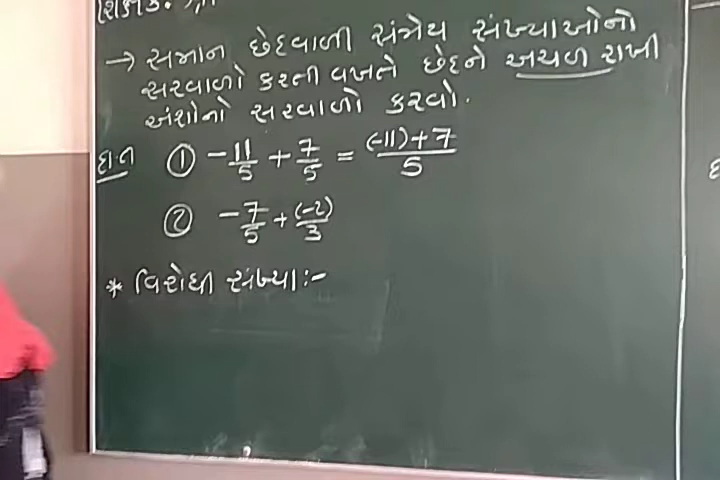 → સમાન છેદવાળી સંમેય સંખ્યાઓનો
સરવાળો કરતી વખતે છેદને અચળ રાખી
અંશોનો સરવાળો કરવો.
દા.ત ① -11/5 + 7/5 = (-11)+7/5
② -7/5 + (-2)/3
* વિરોધી સંખ્યા:-